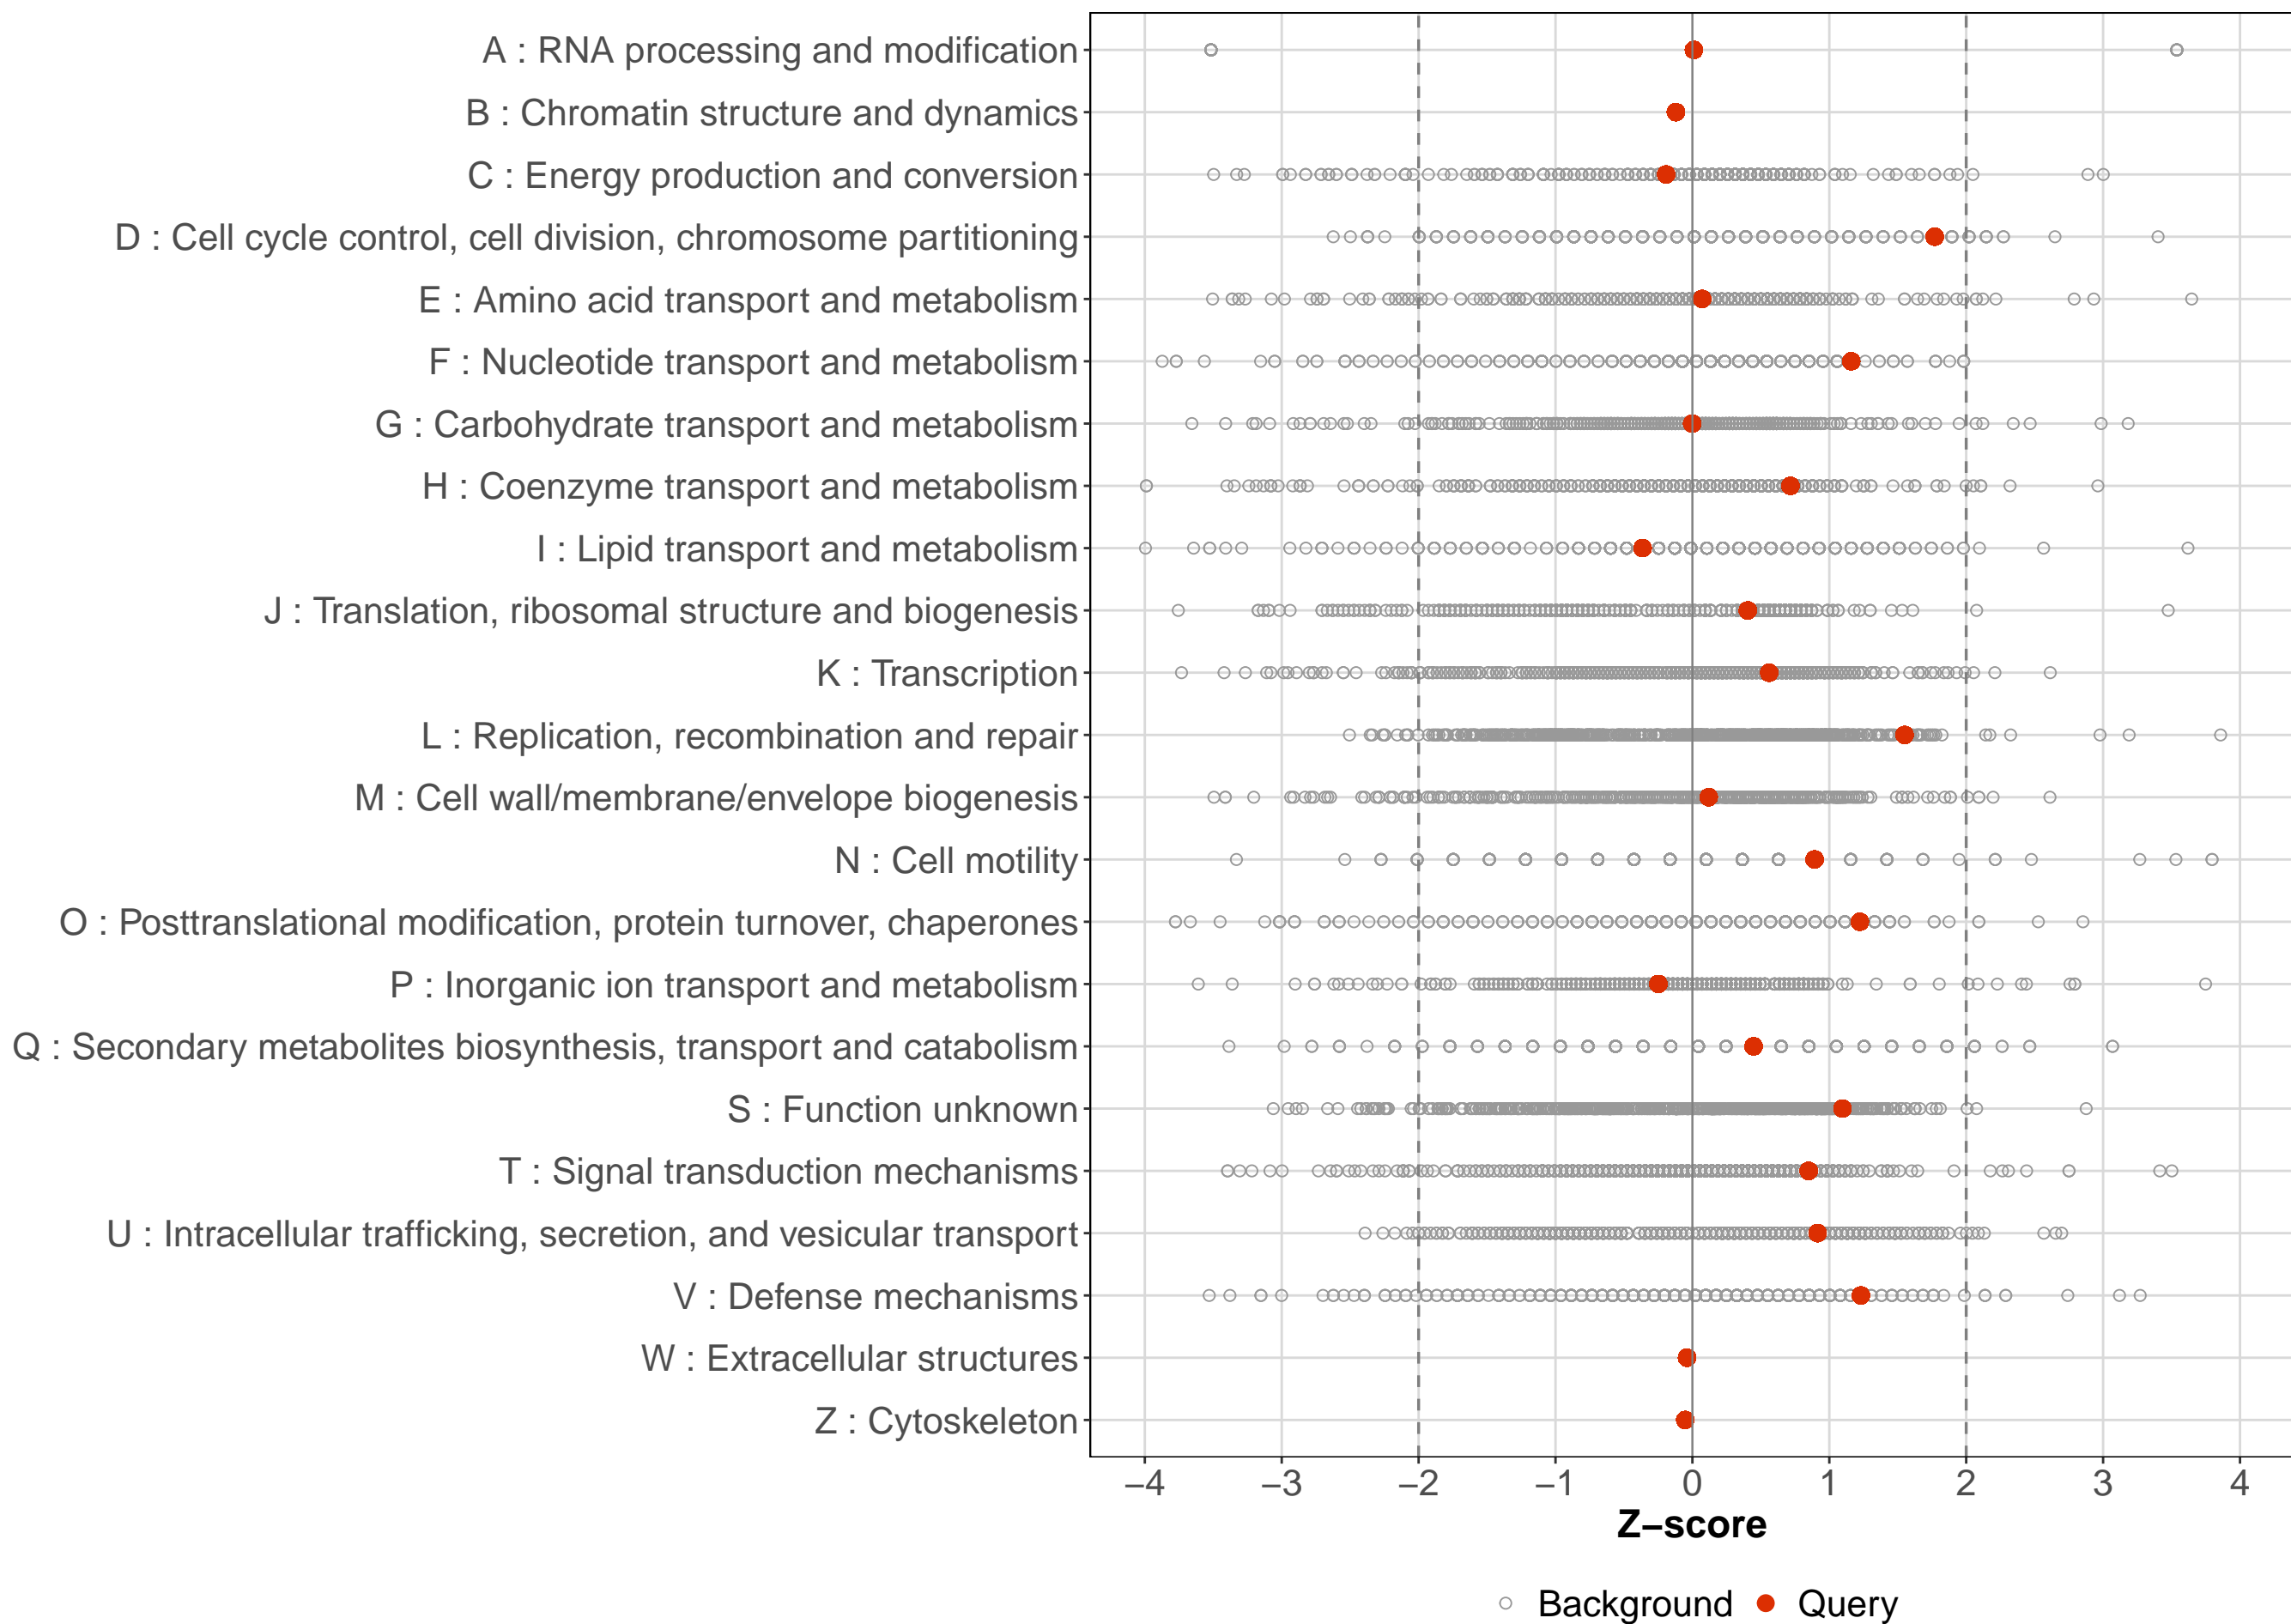 A : RNA processing and modification
B : Chromatin structure and dynamics
C : Energy production and conversion
D : Cell cycle control, cell division, chromosome partitioning
E : Amino acid transport and metabolism
F : Nucleotide transport and metabolism
G : Carbohydrate transport and metabolism
H : Coenzyme transport and metabolism
I : Lipid transport and metabolism
J : Translation, ribosomal structure and biogenesis
K : Transcription
L : Replication, recombination and repair
M : Cell wall/membrane/envelope biogenesis
N : Cell motility
O : Posttranslational modification, protein turnover, chaperones
P : Inorganic ion transport and metabolism
Q : Secondary metabolites biosynthesis, transport and catabolism
S : Function unknown
T : Signal transduction mechanisms
U : Intracellular trafficking, secretion, and vesicular transport
V : Defense mechanisms
W : Extracellular structures
Z : Cytoskeleton
−4 −3 −2 −1 0 1 2 3 4
Z−score
Background Query